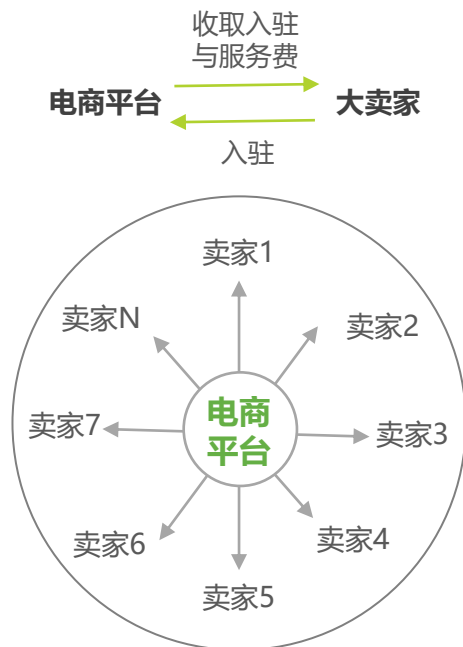 收取入驻
与服务费
电商平台
大卖家
入驻
卖家1
卖家N
卖家2
电商
平台
卖家7
卖家3
卖家6
卖家4
卖家5